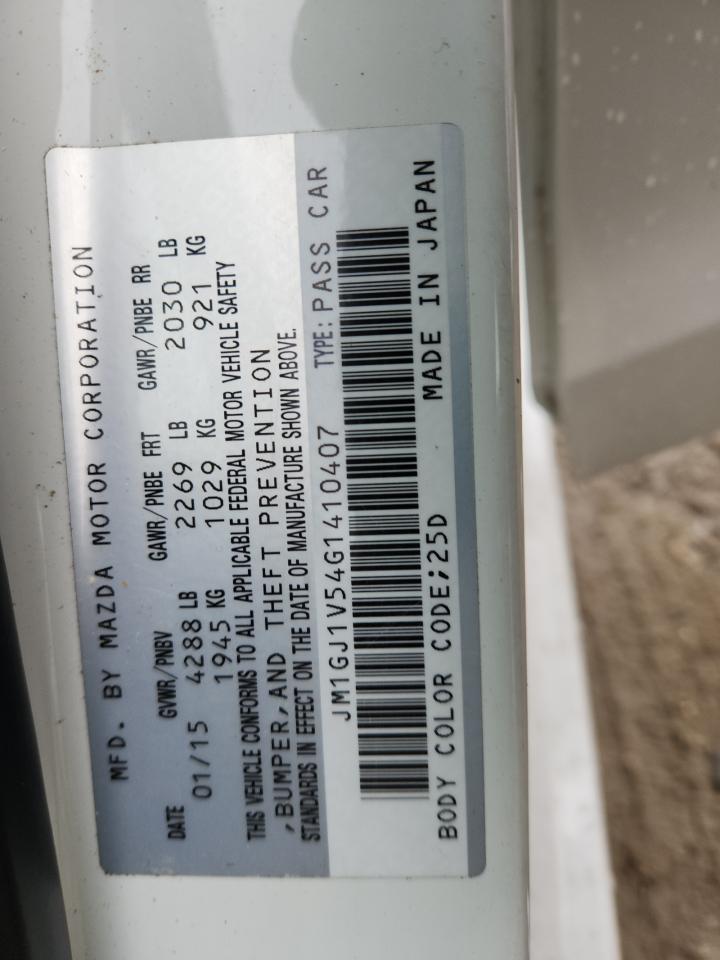 MFD. BY MAZDA MOTOR CORPORATION
DATE GVWR/PNBV GAWR/PNBE FRT GAWR/PNBE RR
01/15 4288 LB 2269 LB 2030 LB
1945 KG 1029 KG 921 KG
THIS VEHICLE CONFORMS TO ALL APPLICABLE FEDERAL MOTOR VEHICLE SAFETY
,BUMPER,AND THEFT PREVENTION
STANDARDS IN EFFECT ON THE DATE OF MANUFACTURE SHOWN ABOVE.
JM1GJ1V54G1410407 TYPE: PASS CAR
BODY COLOR CODE;25D MADE IN JAPAN